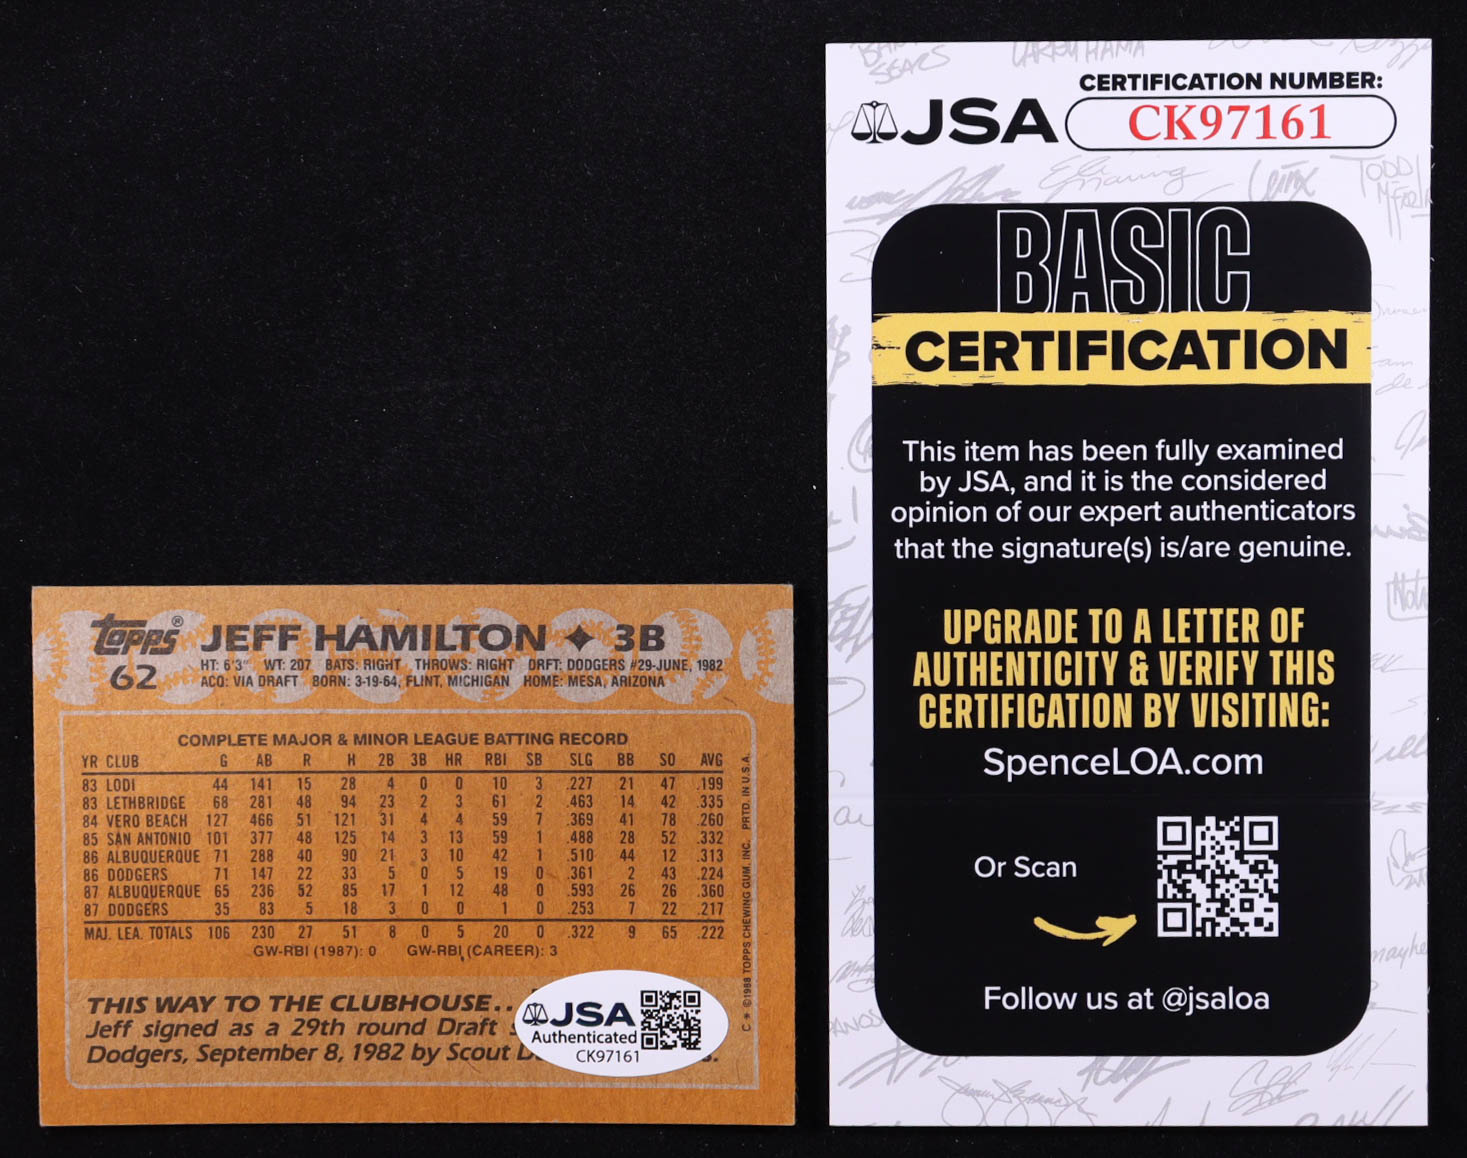 topps® JEFF HAMILTON ✦ 3B
62
HT: 6'3" WT: 207 BATS: RIGHT THROWS: RIGHT DRFT: DODGERS #29-JUNE, 1982
ACQ: VIA DRAFT BORN: 3-19-64, FLINT, MICHIGAN HOME: MESA, ARIZONA
COMPLETE MAJOR & MINOR LEAGUE BATTING RECORD
YR CLUB G AB R H 2B 3B HR RBI SB SLG BB SO AVG
83 LODI 44 141 15 28 4 0 0 10 3 .227 21 47 .199
83 LETHBRIDGE 68 281 48 94 23 2 3 61 2 .463 14 42 .335
84 VERO BEACH 127 466 51 121 31 4 4 59 7 .369 41 78 .260
85 SAN ANTONIO 101 377 48 125 14 3 13 59 1 .488 28 52 .332
86 ALBUQUERQUE 71 288 40 90 21 3 10 42 1 .510 44 12 .313
86 DODGERS 71 147 22 33 5 0 5 19 0 .361 2 43 .224
87 ALBUQUERQUE 65 236 52 85 17 1 12 48 0 .593 26 26 .360
87 DODGERS 35 83 5 18 3 0 0 1 0 .253 7 22 .217
MAJ. LEA. TOTALS 106 230 27 51 8 0 5 20 0 .322 9 65 .222
GW-RBI (1987): 0 GW-RBI (CAREER): 3
C * ©1988 TOPPS CHEWING GUM, INC. PRTD. IN U.S.A.
THIS WAY TO THE CLUBHOUSE...
Jeff signed as a 29th round Draft
Dodgers, September 8, 1982 by Scout
JSA
Authenticated
CK97161
CERTIFICATION NUMBER:
JSA CK97161
BASIC
CERTIFICATION
This item has been fully examined
by JSA, and it is the considered
opinion of our expert authenticators
that the signature(s) is/are genuine.
UPGRADE TO A LETTER OF
AUTHENTICITY & VERIFY THIS
CERTIFICATION BY VISITING:
SpenceLOA.com
Or Scan
Follow us at @jsaloa